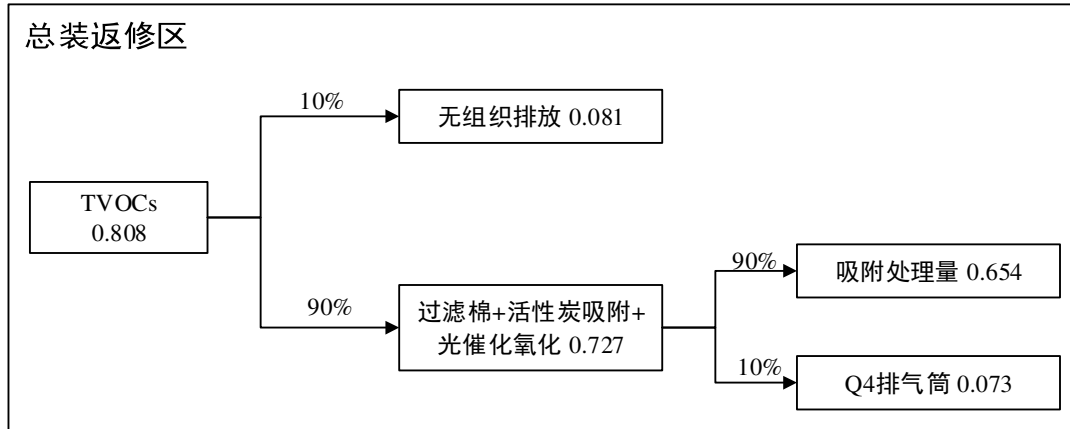 总装返修区
10%
无组织排放 0.081
TVOCs
0.808
90%
过滤棉+活性炭吸附+
光催化氧化 0.727
90%
吸附处理量 0.654
10%
Q4排气筒 0.073